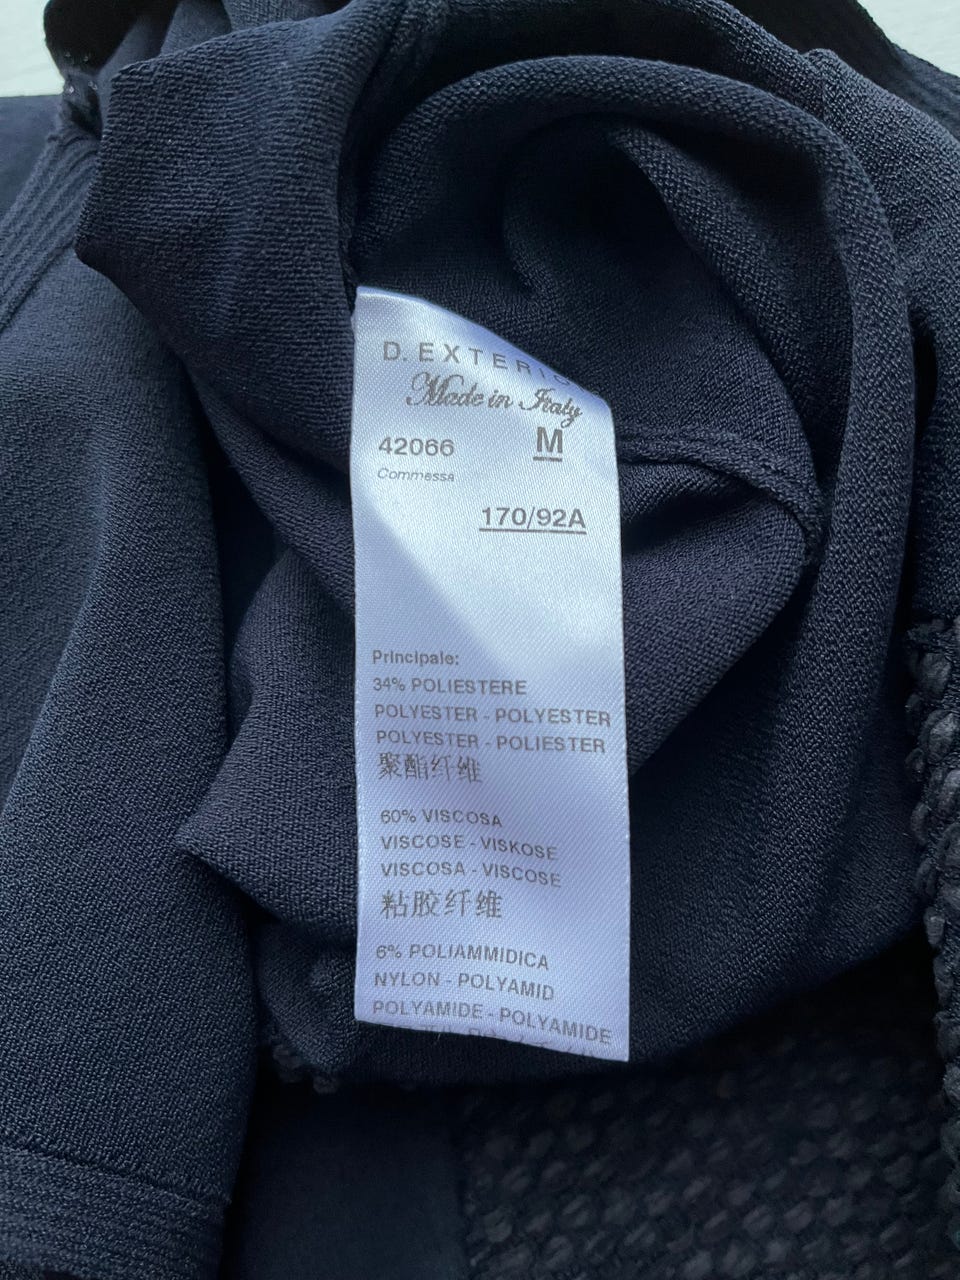 D. EXTERIO
Made in Italy
42066 M
Commessa
170/92A
Principale:
34% POLIESTERE
POLYESTER - POLYESTER
POLYESTER - POLIESTER
聚酯纤维
60% VISCOSA
VISCOSE - VISKOSE
VISCOSA - VISCOSE
粘胶纤维
6% POLIAMMIDICA
NYLON - POLYAMID
POLYAMIDE - POLYAMIDE